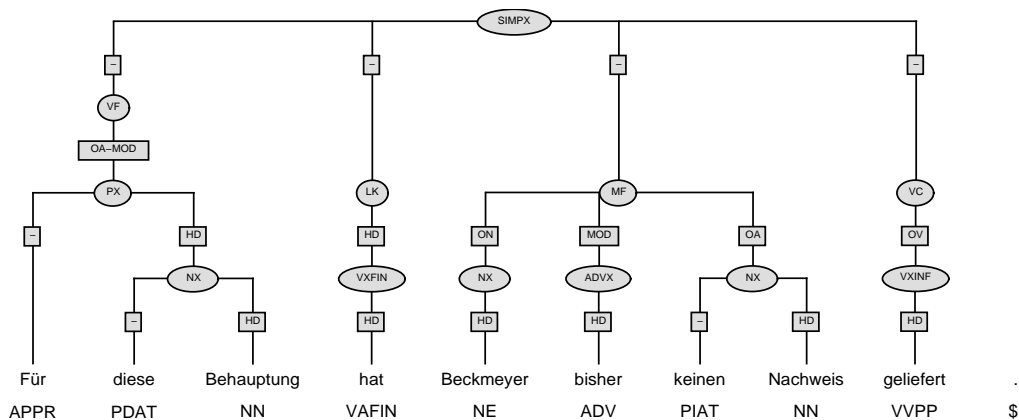 SIMPX
– – – –
VF
OA–MOD
PX LK MF VC
– HD HD ON MOD OA OV
NX VXFIN NX ADVX NX VXINF
– HD HD HD HD – HD HD
Für diese Behauptung hat Beckmeyer bisher keinen Nachweis geliefert .
APPR PDAT NN VAFIN NE ADV PIAT NN VVPP $